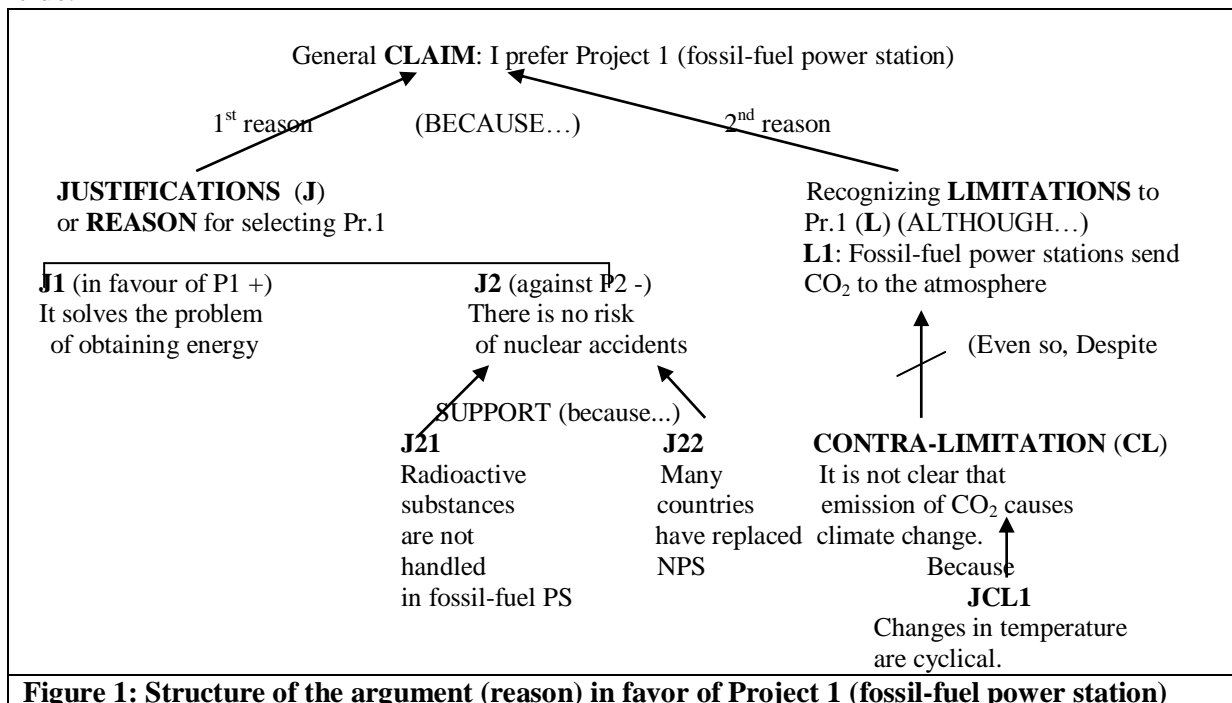 General CLAIM: I prefer Project 1 (fossil-fuel power station)
1st reason (BECAUSE…) 2nd reason
JUSTIFICATIONS (J)
or REASON for selecting Pr.1
Recognizing LIMITATIONS to
Pr.1 (L) (ALTHOUGH…)
L1: Fossil-fuel power stations send
CO2 to the atmosphere
J1 (in favour of P1 +)
It solves the problem
of obtaining energy
J2 (against P2 -)
There is no risk
of nuclear accidents
(Even so, Despite
SUPPORT (because...)
J21
Radioactive
substances
are not
handled
in fossil-fuel PS
J22
Many
countries
have replaced
NPS
CONTRA-LIMITATION (CL)
It is not clear that
emission of CO2 causes
climate change.
Because
JCL1
Changes in temperature
are cyclical.
Figure 1: Structure of the argument (reason) in favor of Project 1 (fossil-fuel power station)